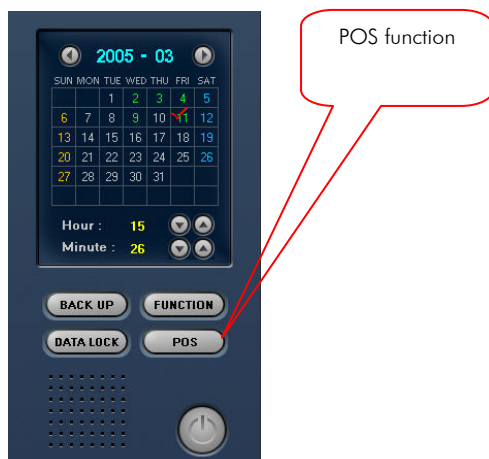 POS function
2005 - 03
SUN MON TUE WED THU FRI SAT
1 2 3 4 5
6 7 8 9 10 11 12
13 14 15 16 17 18 19
20 21 22 23 24 25 26
27 28 29 30 31
Hour : 15
Minute : 26
BACK UP FUNCTION
DATA LOCK POS